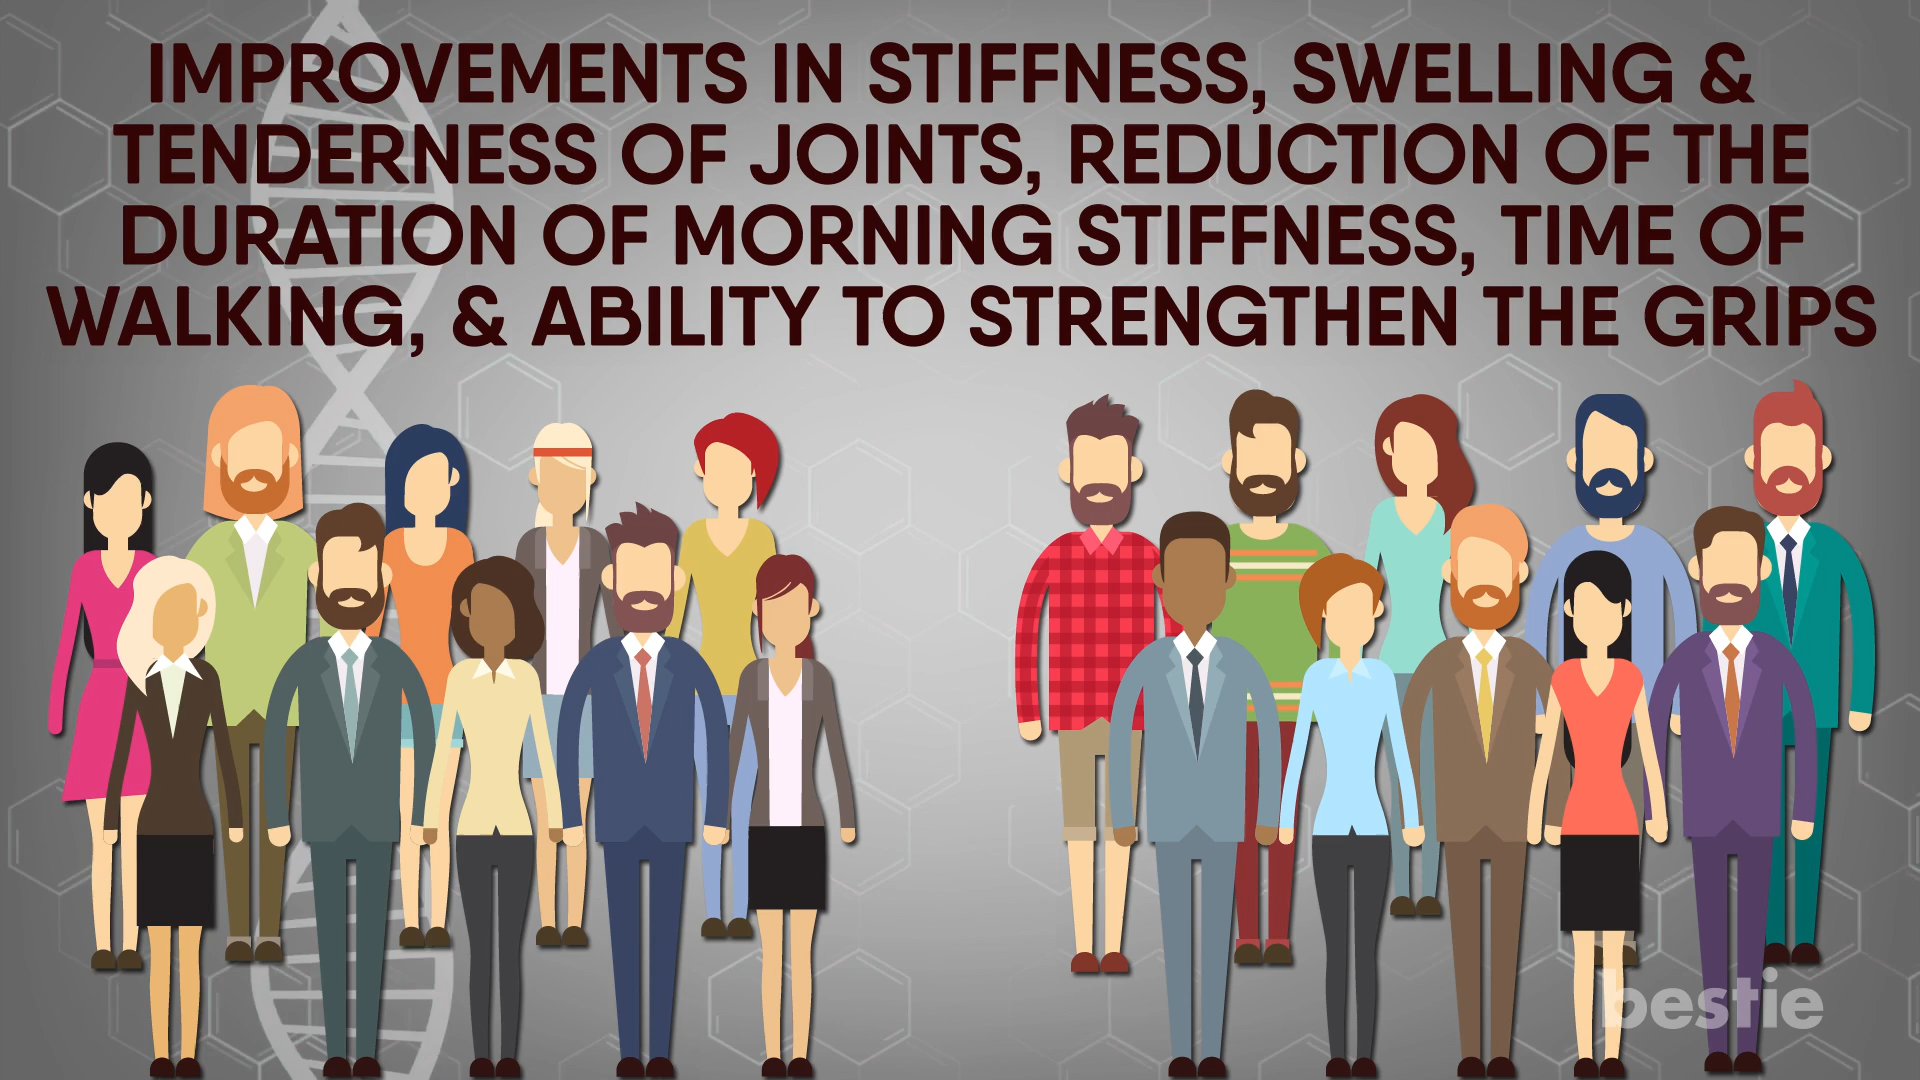 IMPROVEMENTS IN STIFFNESS, SWELLING &
TENDERNESS OF JOINTS, REDUCTION OF THE
DURATION OF MORNING STIFFNESS, TIME OF
WALKING, & ABILITY TO STRENGTHEN THE GRIPS
bestie